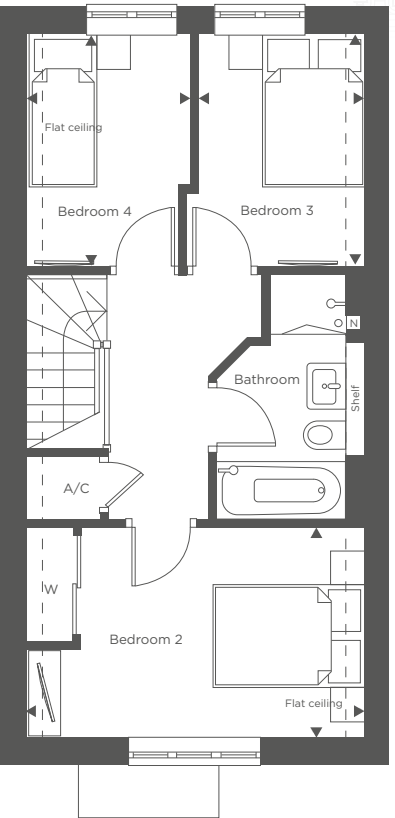 Flat ceiling
Bedroom 4
Bedroom 3
N
Bathroom
Shelf
A/C
W
Bedroom 2
Flat ceiling